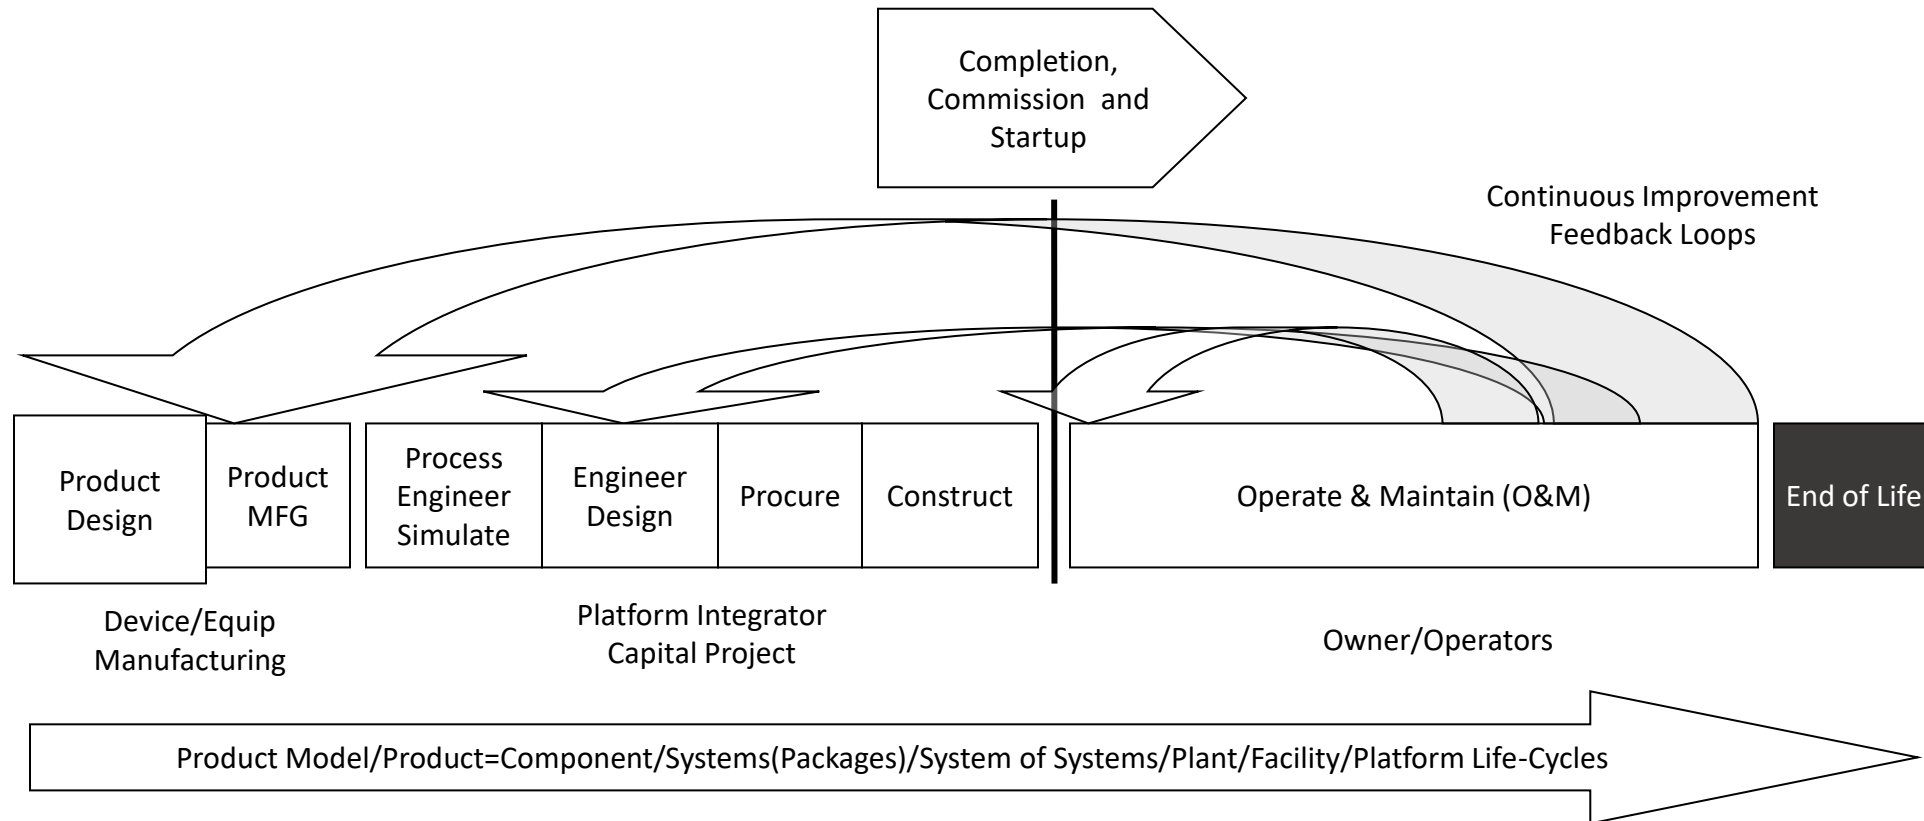 Completion,
Commission and
Startup
Continuous Improvement
Feedback Loops
Product
Design
Product
MFG
Process
Engineer
Simulate
Engineer
Design
Procure
Construct
Operate & Maintain (O&M)
End of Life
Device/Equip
Manufacturing
Platform Integrator
Capital Project
Owner/Operators
Product Model/Product=Component/Systems(Packages)/System of Systems/Plant/Facility/Platform Life-Cycles